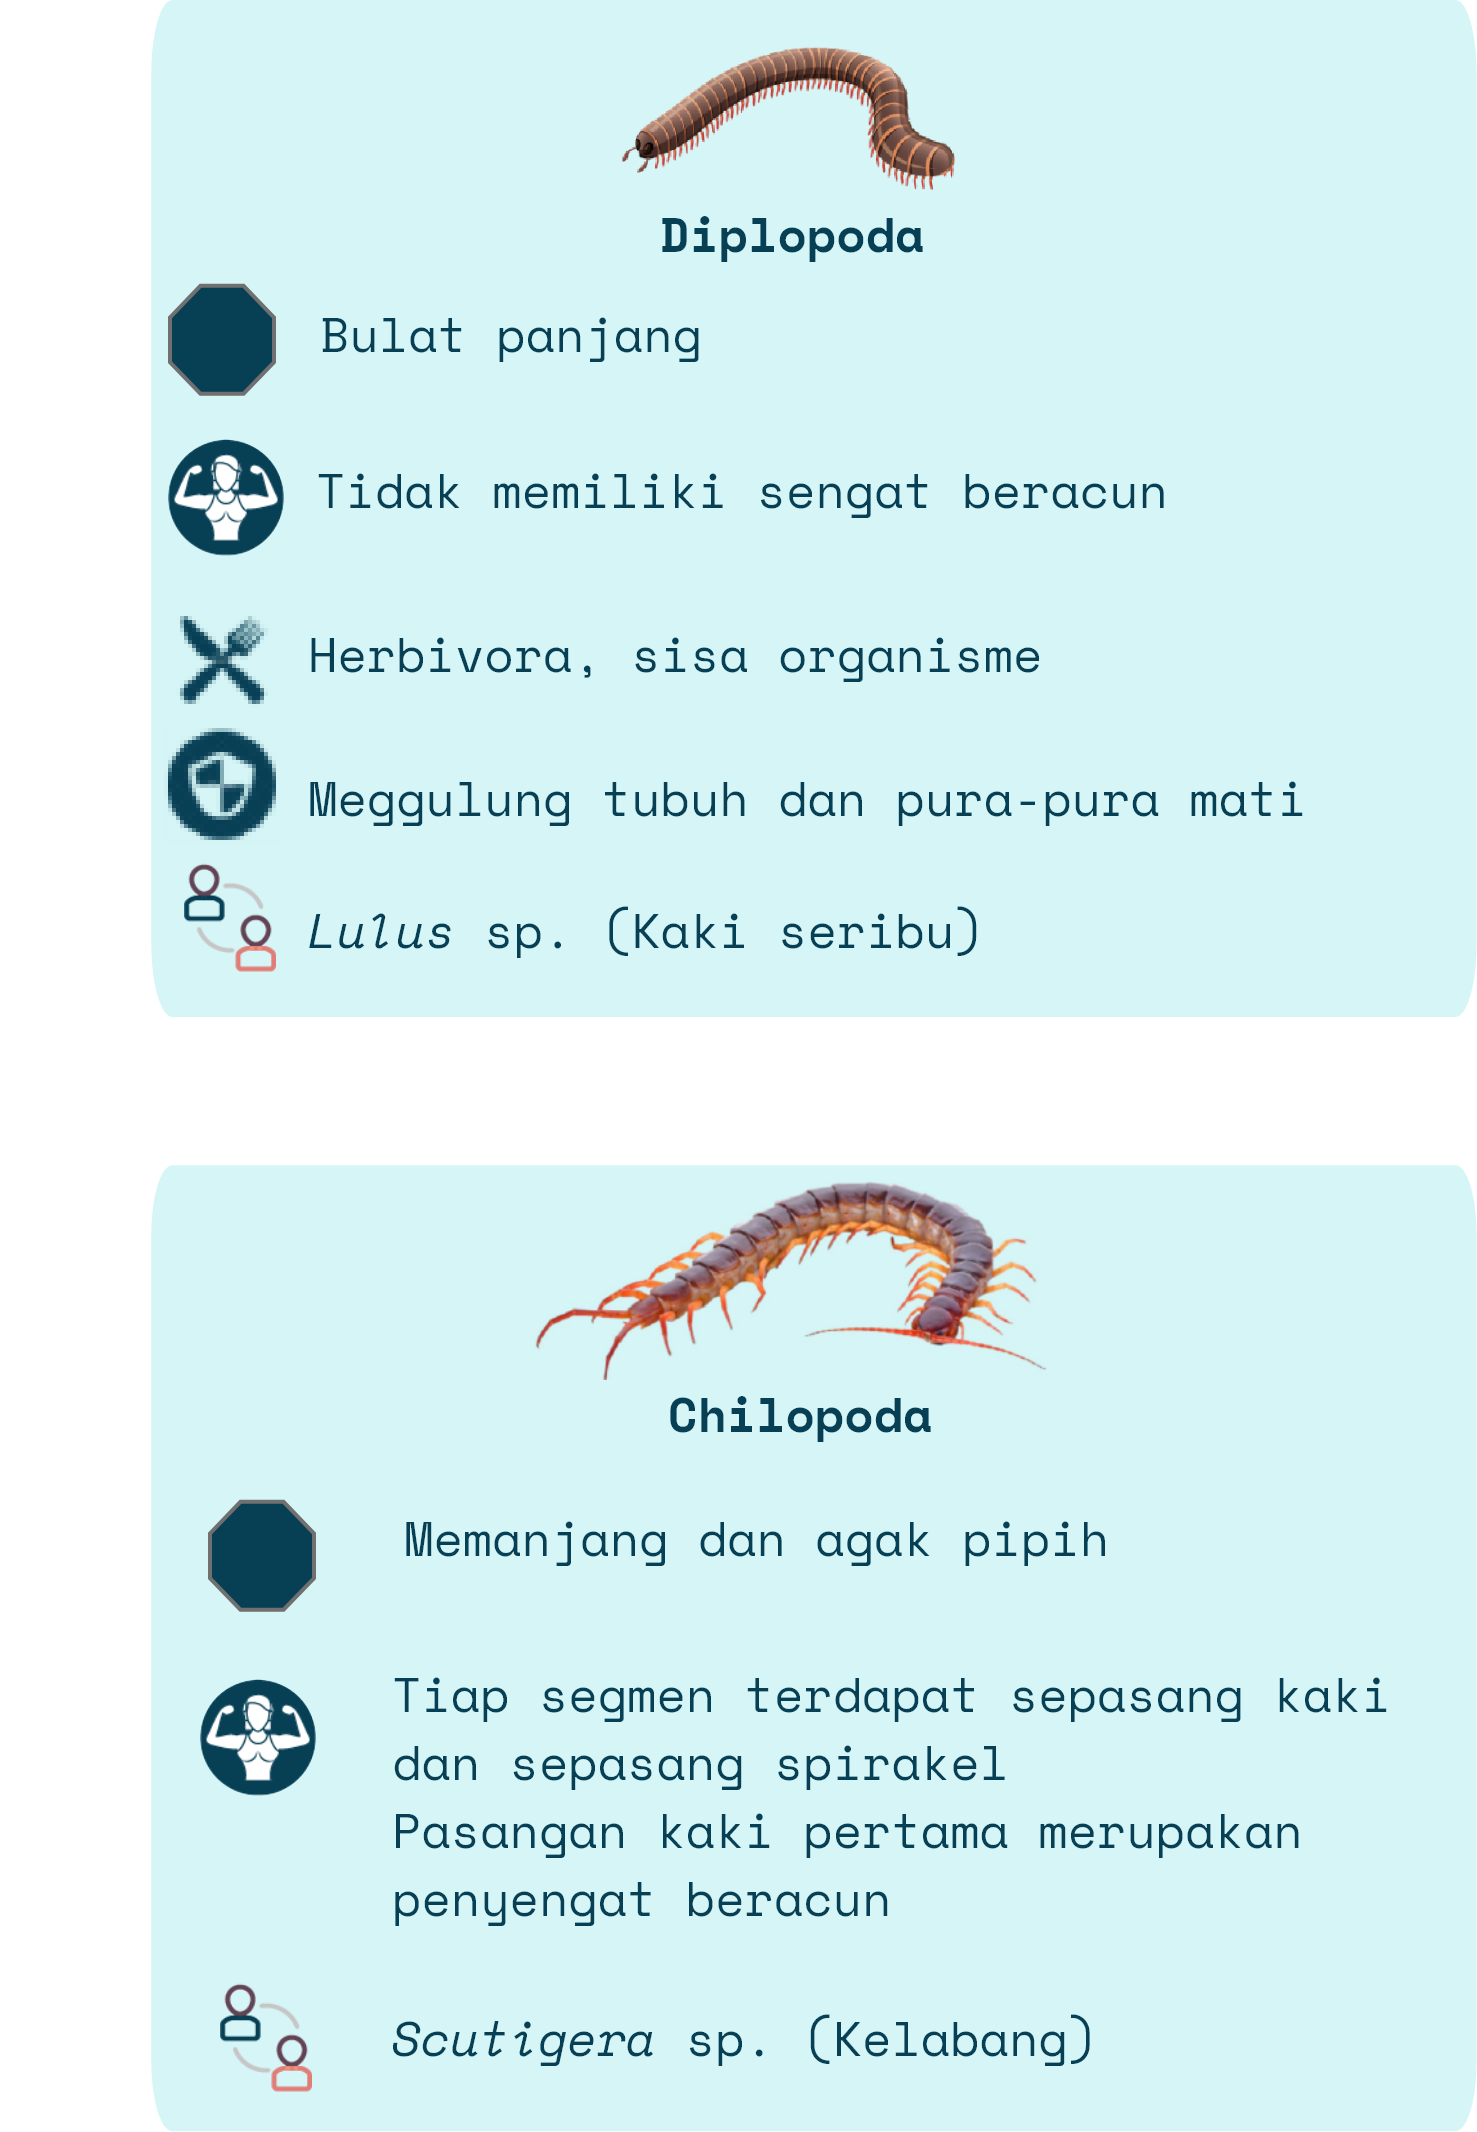 Diplopoda
Bulat panjang
Tidak memiliki sengat beracun
Herbivora, sisa organisme
Meggulung tubuh dan pura-pura mati
Lulus sp. (Kaki seribu)
Chilopoda
Memanjang dan agak pipih
Tiap segmen terdapat sepasang kaki
dan sepasang spirakel
Pasangan kaki pertama merupakan
penyengat beracun
Scutigera sp. (Kelabang)